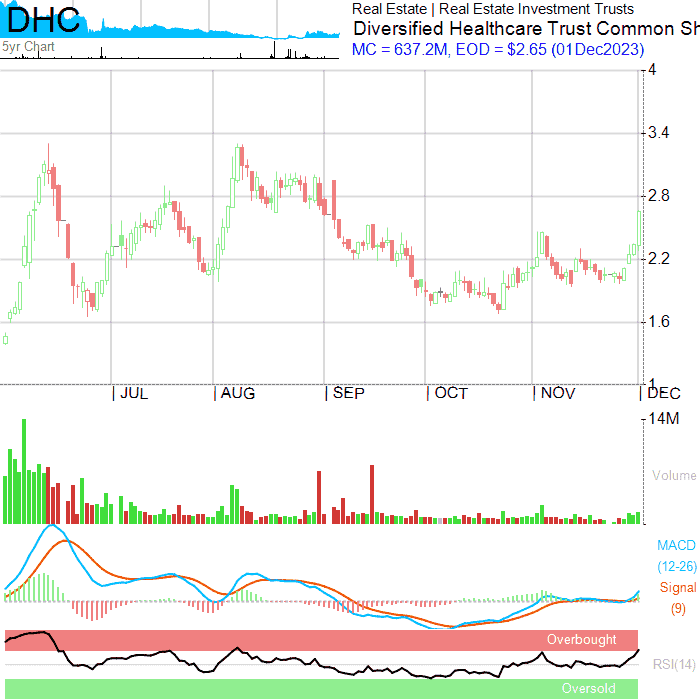 DHC
5yr Chart
Real Estate | Real Estate Investment Trusts
Diversified Healthcare Trust Common Sh
MC = 637.2M, EOD = $2.65 (01Dec2023)
4
3.4
2.8
2.2
1.6
1
| JUL | AUG | SEP | OCT | NOV | DEC
14M
Volume
MACD
(12-26)
Signal
(9)
Overbought
RSI(14)
Oversold